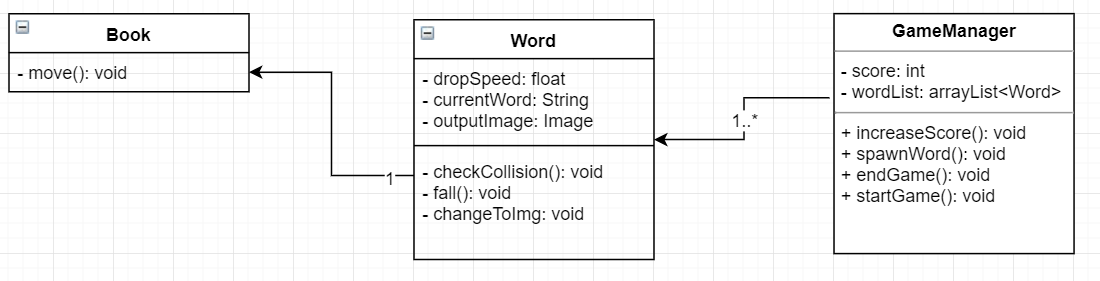 Book
- move(): void
1
Word
- dropSpeed: float
- currentWord: String
- outputImage: Image
- checkCollision(): void
- fall(): void
- changeToImg: void
1..*
GameManager
- score: int
- wordList: arrayList<Word>
+ increaseScore(): void
+ spawnWord(): void
+ endGame(): void
+ startGame(): void